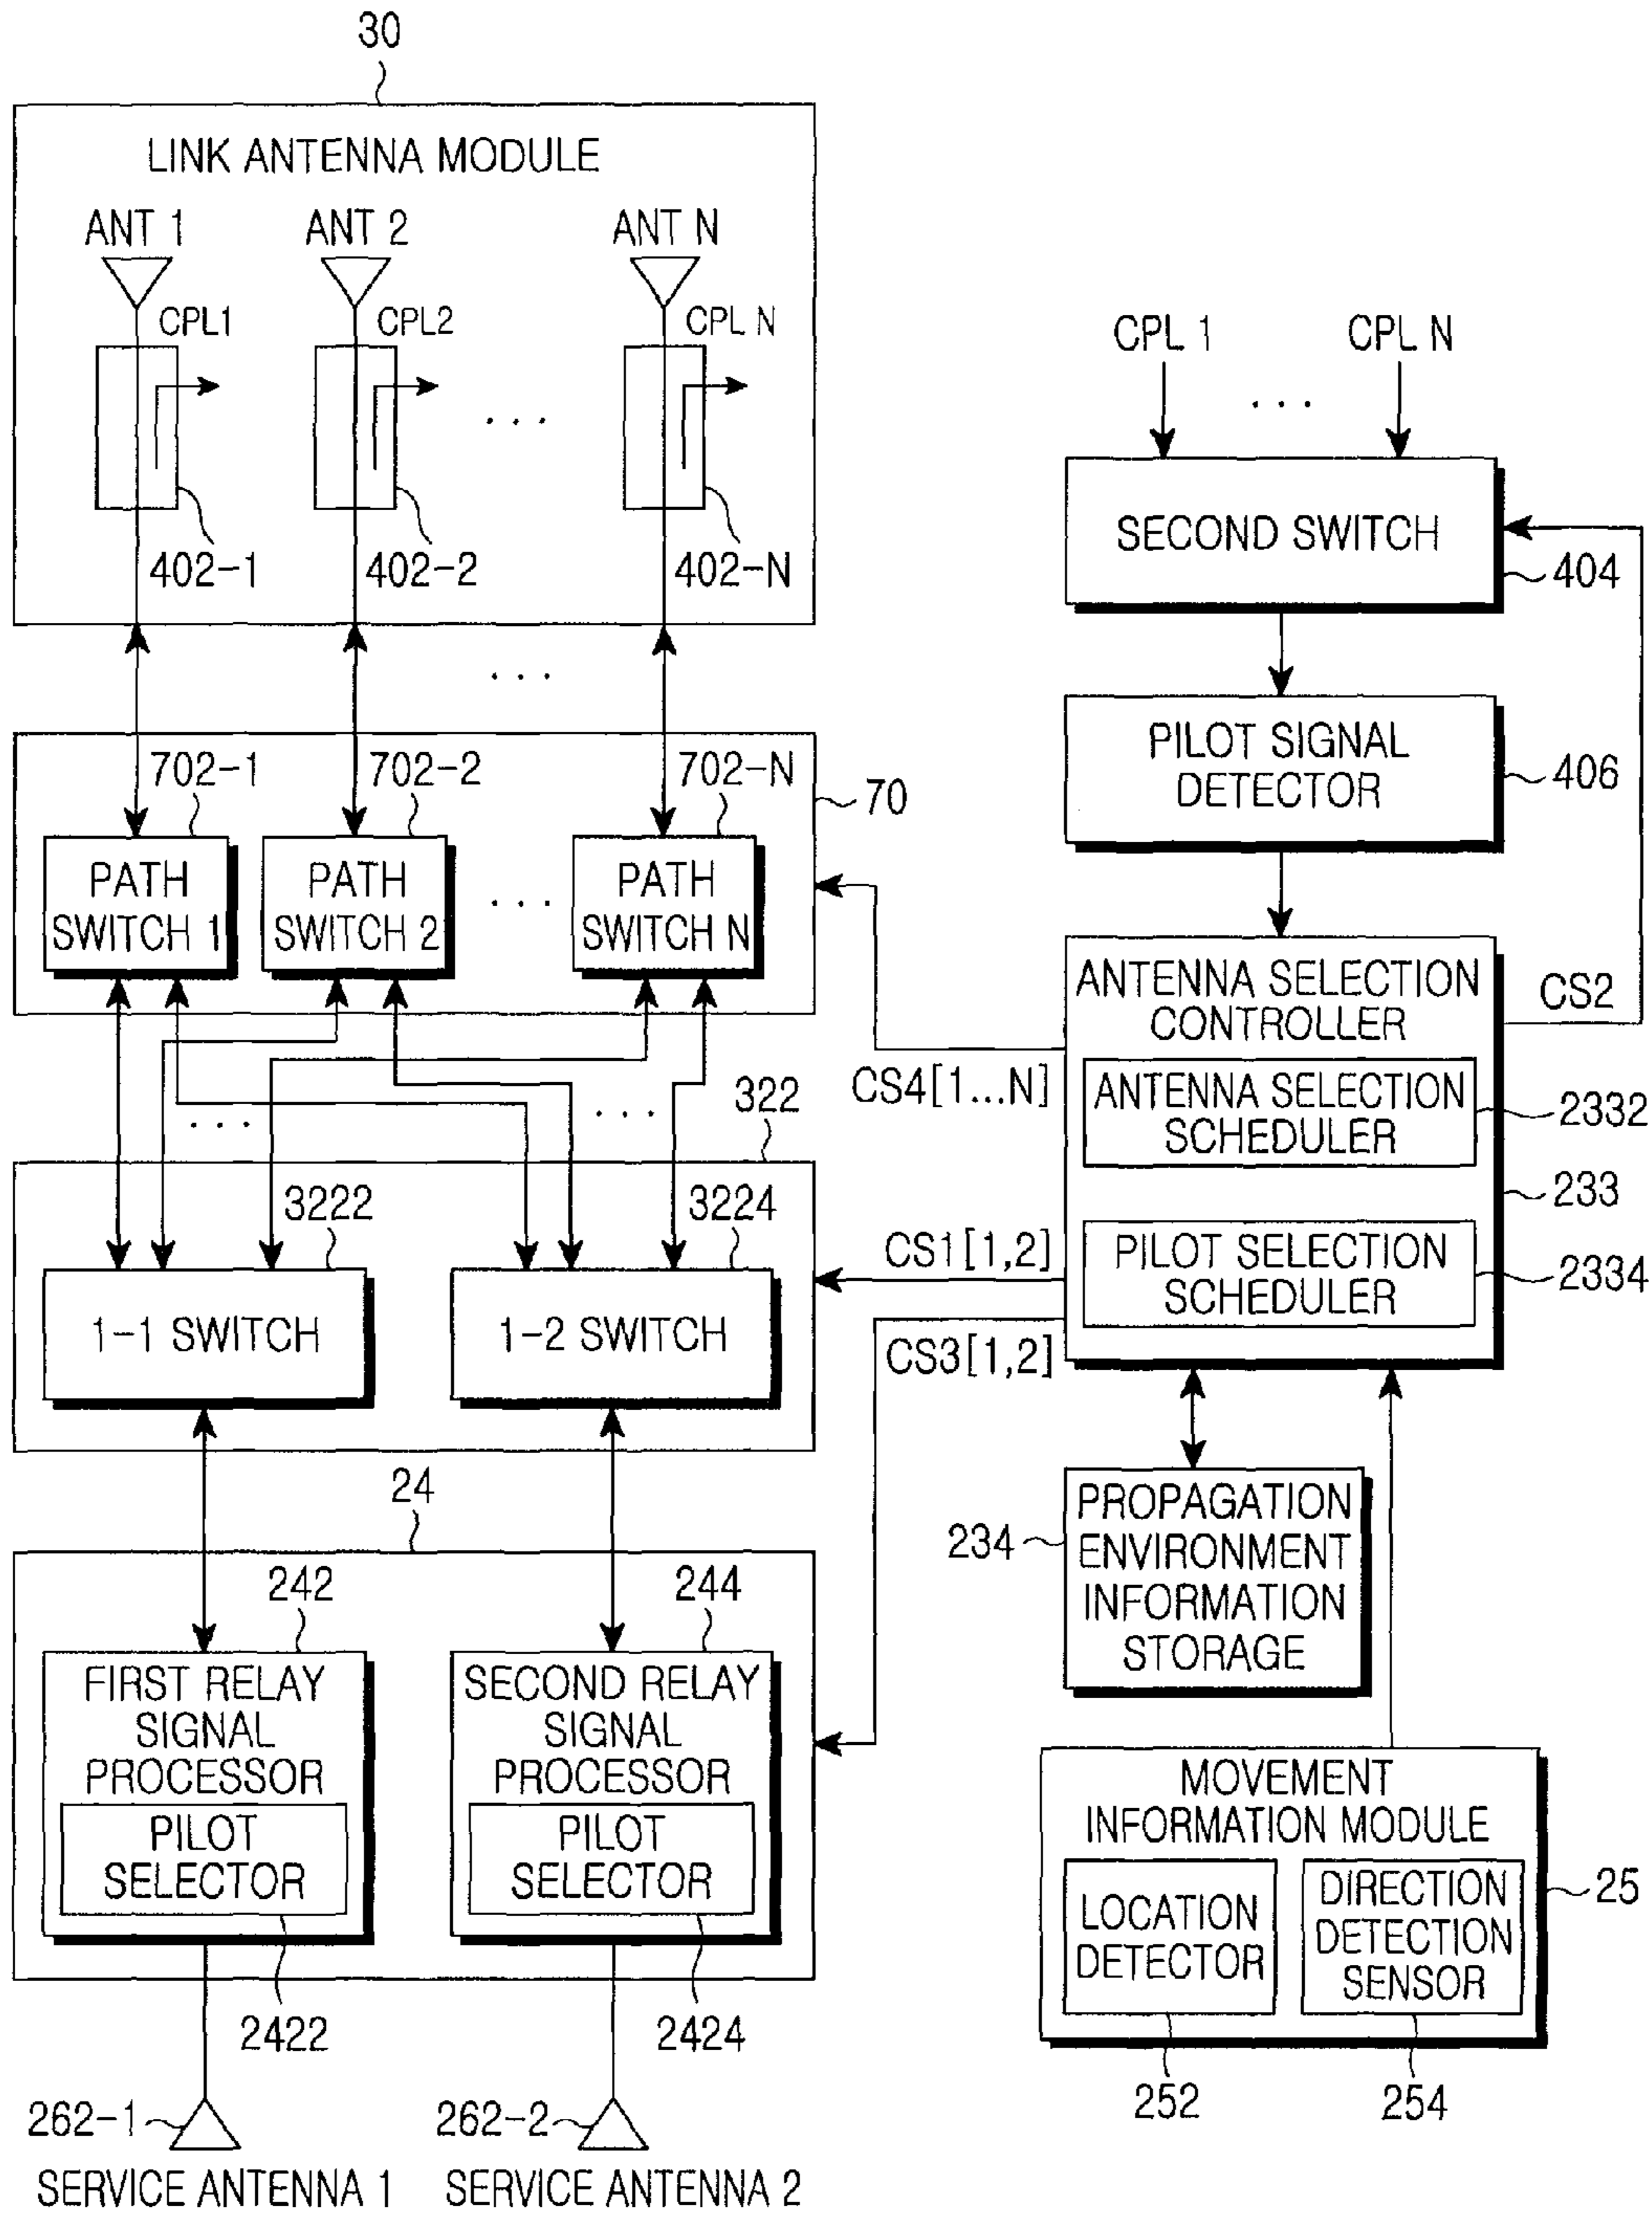 30
LINK ANTENNA MODULE
ANT 1
ANT 2
ANT N
CPL1
CPL2
CPL N
. . .
402-1
402-2
402-N
. . .
702-1
702-2
702-N
70
PATH
SWITCH 1
PATH
SWITCH 2
. . .
PATH
SWITCH N
. . .
. . .
322
3222
3224
1-1 SWITCH
1-2 SWITCH
24
242
244
FIRST RELAY
SIGNAL
PROCESSOR
PILOT
SELECTOR
SECOND RELAY
SIGNAL
PROCESSOR
PILOT
SELECTOR
2422
2424
262-1
262-2
SERVICE ANTENNA 1
SERVICE ANTENNA 2
CPL 1
. . .
CPL N
SECOND SWITCH
404
PILOT SIGNAL
DETECTOR
406
ANTENNA SELECTION
CONTROLLER
CS2
CS4[1...N]
ANTENNA SELECTION
SCHEDULER
2332
233
CS1[1,2]
PILOT SELECTION
SCHEDULER
2334
CS3[1,2]
234
PROPAGATION
ENVIRONMENT
INFORMATION
STORAGE
MOVEMENT
INFORMATION MODULE
25
LOCATION
DETECTOR
DIRECTION
DETECTION
SENSOR
252
254